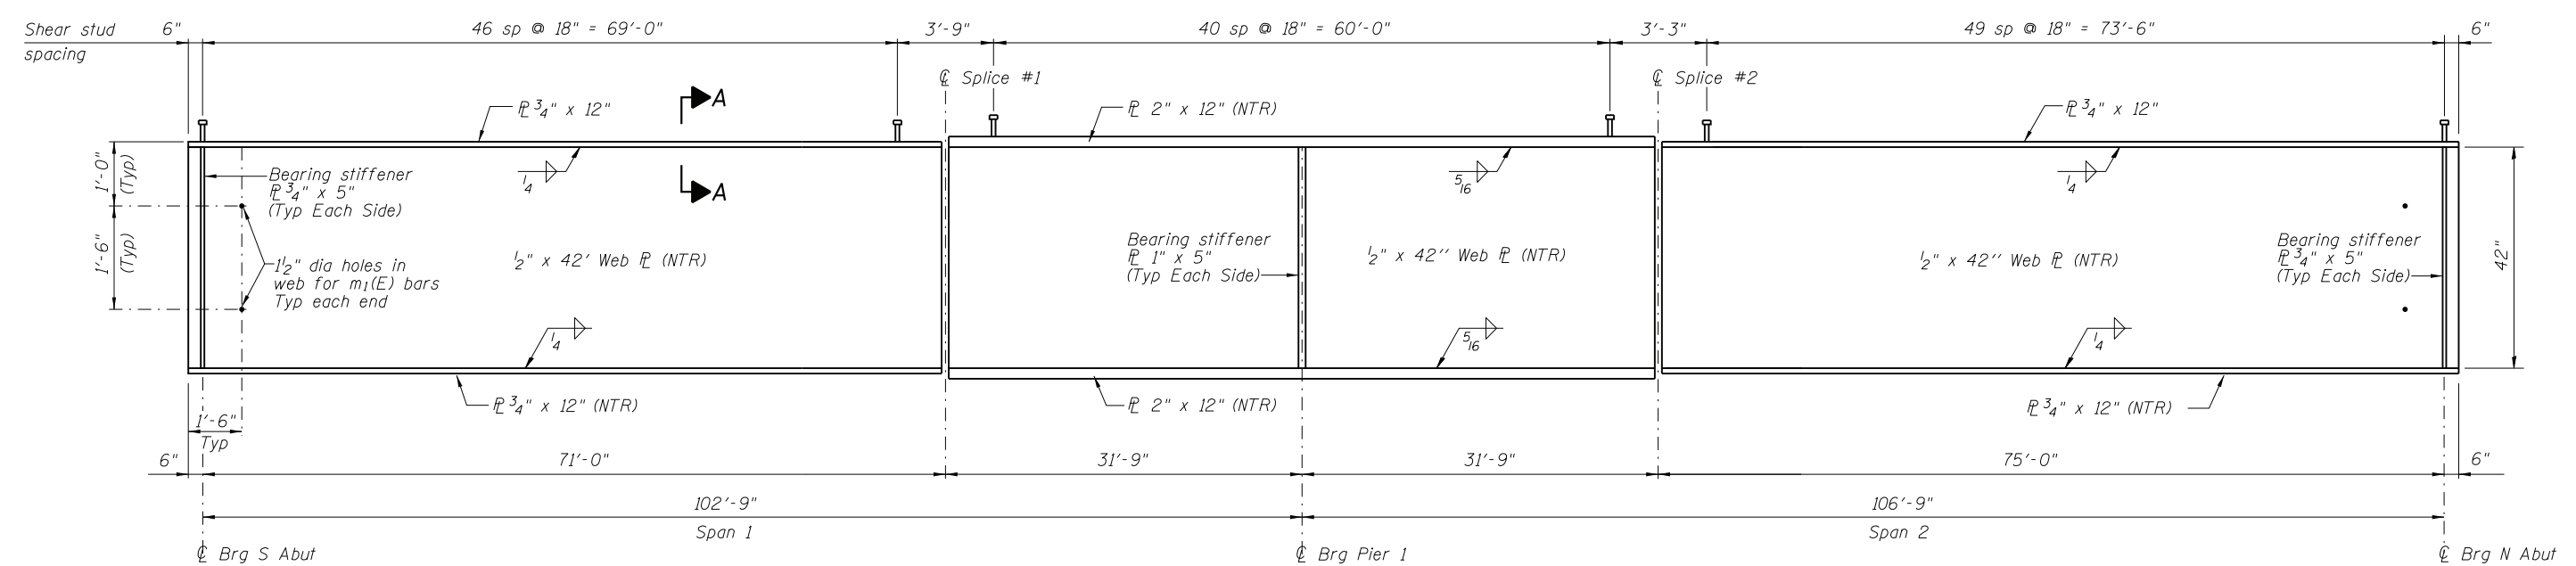 Shear stud
spacing
6" 46 sp @ 18" = 69'-0" 3'-9" 40 sp @ 18" = 60'-0" 3'-3" 49 sp @ 18" = 73'-6" 6"
℄ Splice #1
℄ Splice #2
A
A
℄ 3/4" x 12"
℄ 2" x 12" (NTR)
℄ 3/4" x 12"
1'-0"
(Typ)
1'-6"
(Typ)
Bearing stiffener
℄ 3/4" x 5"
(Typ Each Side)
1/4
5/16
1/4
1 1/2" dia holes in
web for m1(E) bars
Typ each end
1/2" x 42' Web ℄ (NTR)
Bearing stiffener
℄ 1" x 5"
(Typ Each Side)
1/2" x 42'' Web ℄ (NTR)
1/2" x 42'' Web ℄ (NTR)
Bearing stiffener
℄ 3/4" x 5"
(Typ Each Side)
42"
1/4
5/16
1/4
℄ 3/4" x 12" (NTR)
℄ 2" x 12" (NTR)
℄ 3/4" x 12" (NTR)
1'-6"
Typ
6" 71'-0" 31'-9" 31'-9" 75'-0" 6"
102'-9" 106'-9"
Span 1 Span 2
℄ Brg S Abut ℄ Brg Pier 1 ℄ Brg N Abut